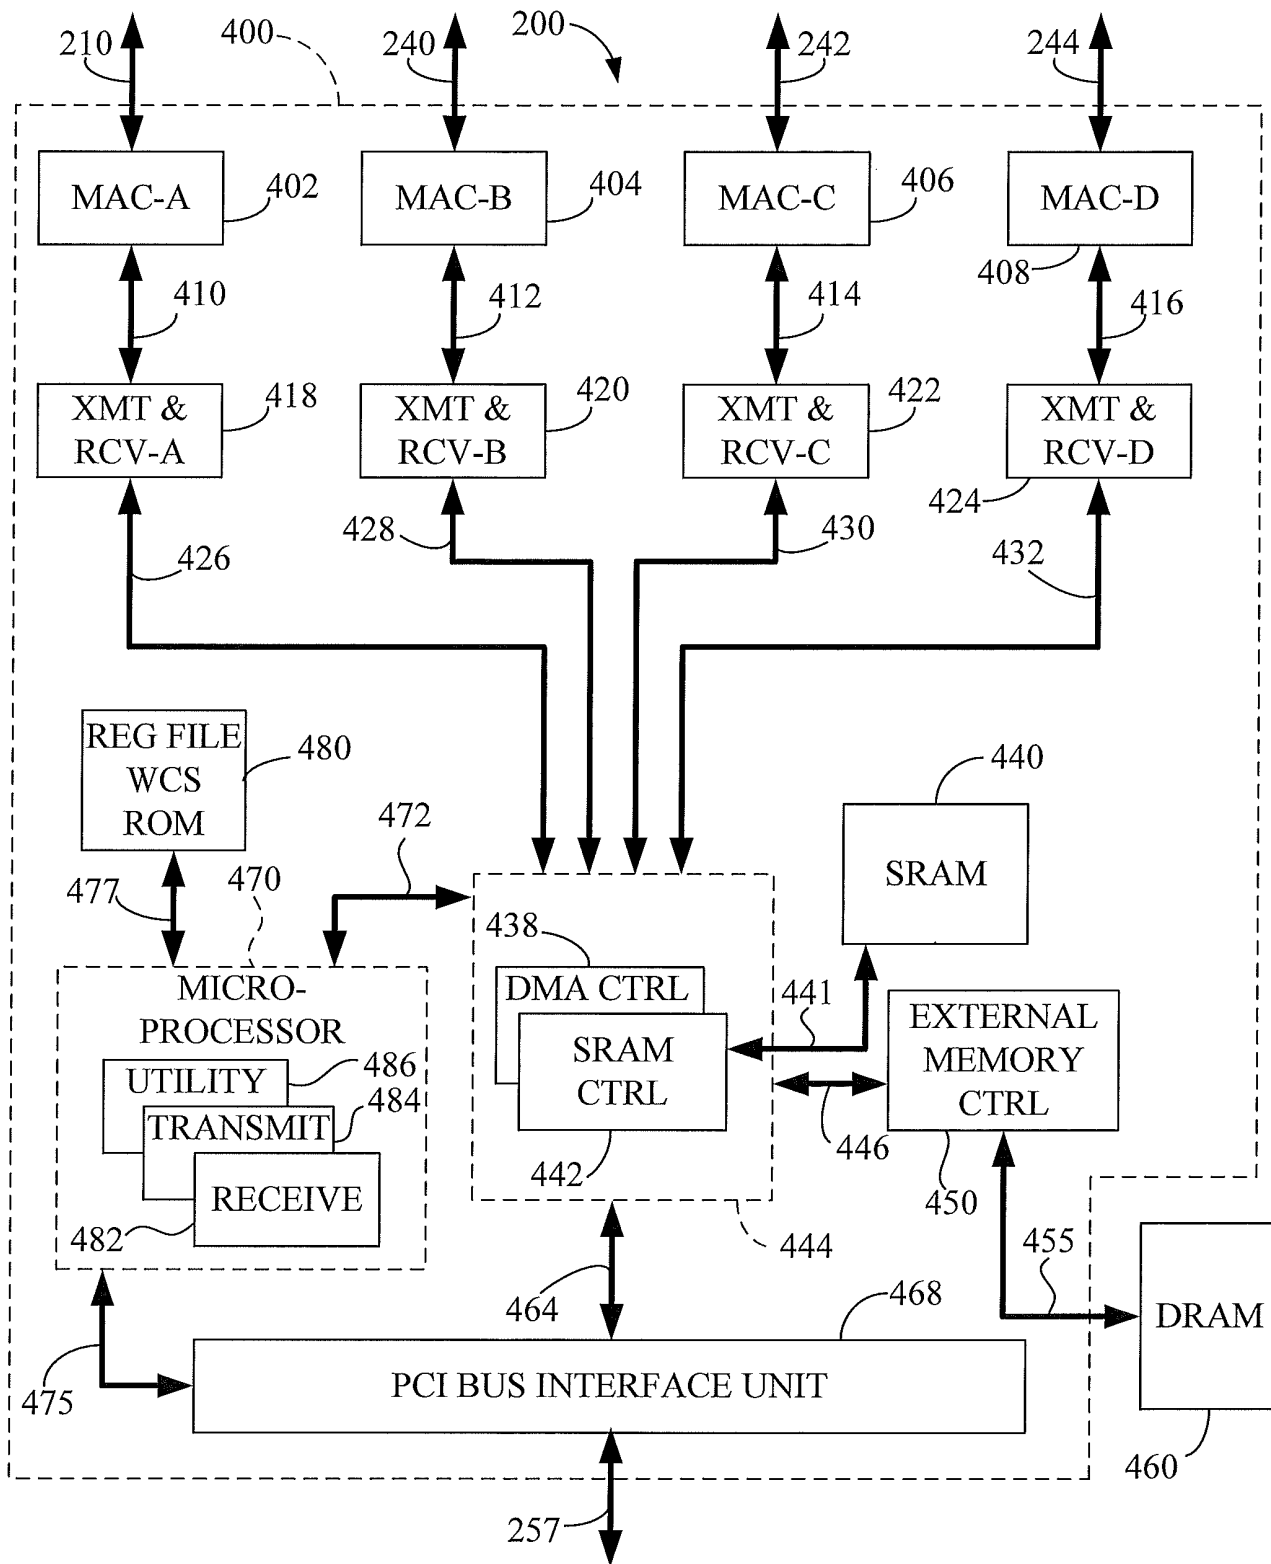 210
400
240
200
242
244
MAC-A
402
MAC-B
404
MAC-C
406
MAC-D
408
410
412
414
416
XMT &
RCV-A
418
XMT &
RCV-B
420
XMT &
RCV-C
422
XMT &
RCV-D
424
426
428
430
432
REG FILE
WCS
ROM
480
472
440
SRAM
477
470
438
DMA CTRL
SRAM
CTRL
442
441
446
EXTERNAL
MEMORY
CTRL
450
MICRO-
PROCESSOR
UTILITY
486
TRANSMIT
484
RECEIVE
482
444
464
468
455
DRAM
460
475
PCI BUS INTERFACE UNIT
257